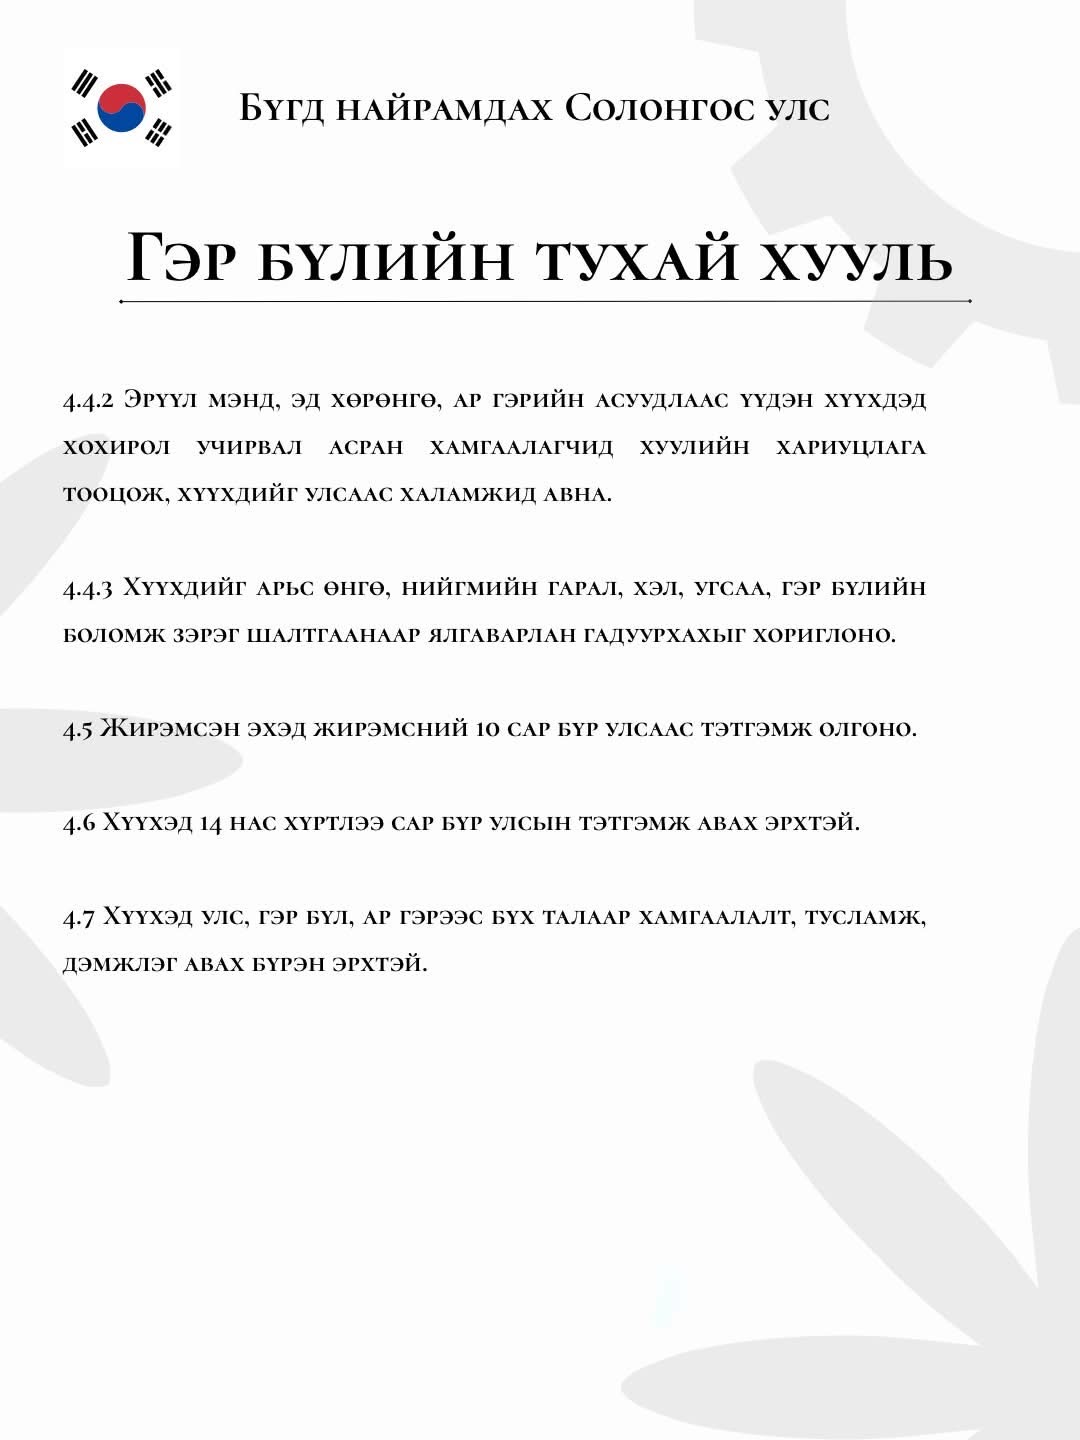 Бүгд найрамдах Солонгос улс
Гэр бүлийн тухай хууль
4.4.2 Эрүүл мэнд, эд хөрөнгө, ар гэрийн асуудлаас үүдэн хүүхдэд
хохирол учирвал асран хамгаалагчид хуулийн хариуцлага
тооцож, хүүхдийг улсаас халамжид авна.
4.4.3 Хүүхдийг арьс өнгө, нийгмийн гарал, хэл, угсаа, гэр бүлийн
боломж зэрэг шалтгаанаар ялгаварлан гадуурхахыг хориглоно.
4.5 Жирэмсэн эхэд жирэмсний 10 сар бүр улсаас тэтгэмж олгоно.
4.6 Хүүхэд 14 нас хүртлээ сар бүр улсын тэтгэмж авах эрхтэй.
4.7 Хүүхэд улс, гэр бүл, ар гэрээс бүх талаар хамгаалалт, тусламж,
дэмжлэг авах бүрэн эрхтэй.